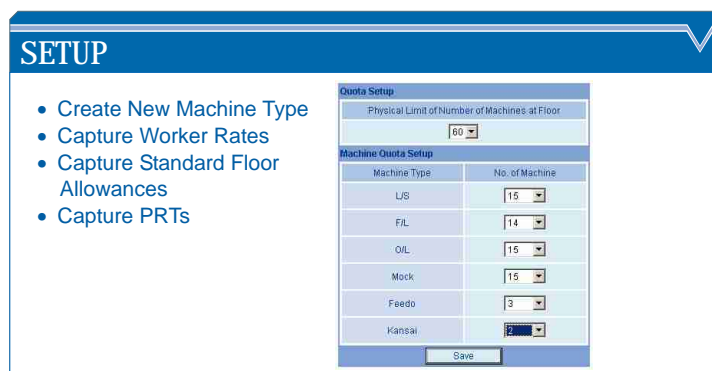 SETUP
• Create New Machine Type
• Capture Worker Rates
• Capture Standard Floor
Allowances
• Capture PRTs
Quota Setup
Physical Limit of Number of Machines at Floor
60
Machine Quota Setup
Machine Type No. of Machine
L/S 15
F/L 14
O/L 15
Mock 15
Feedo 3
Kansai 2
Save